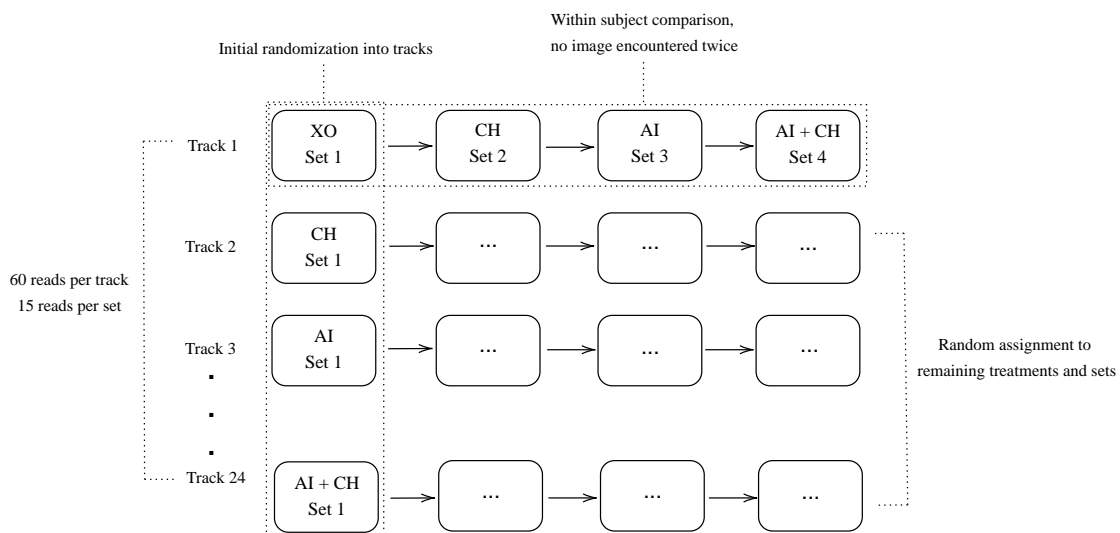 Within subject comparison,
no image encountered twice
Initial randomization into tracks
Track 1
XO
Set 1
CH
Set 2
AI
Set 3
AI + CH
Set 4
Track 2
CH
Set 1
...
...
...
60 reads per track
15 reads per set
Track 3
AI
Set 1
...
...
...
Random assignment to
remaining treatments and sets
Track 24
AI + CH
Set 1
...
...
...